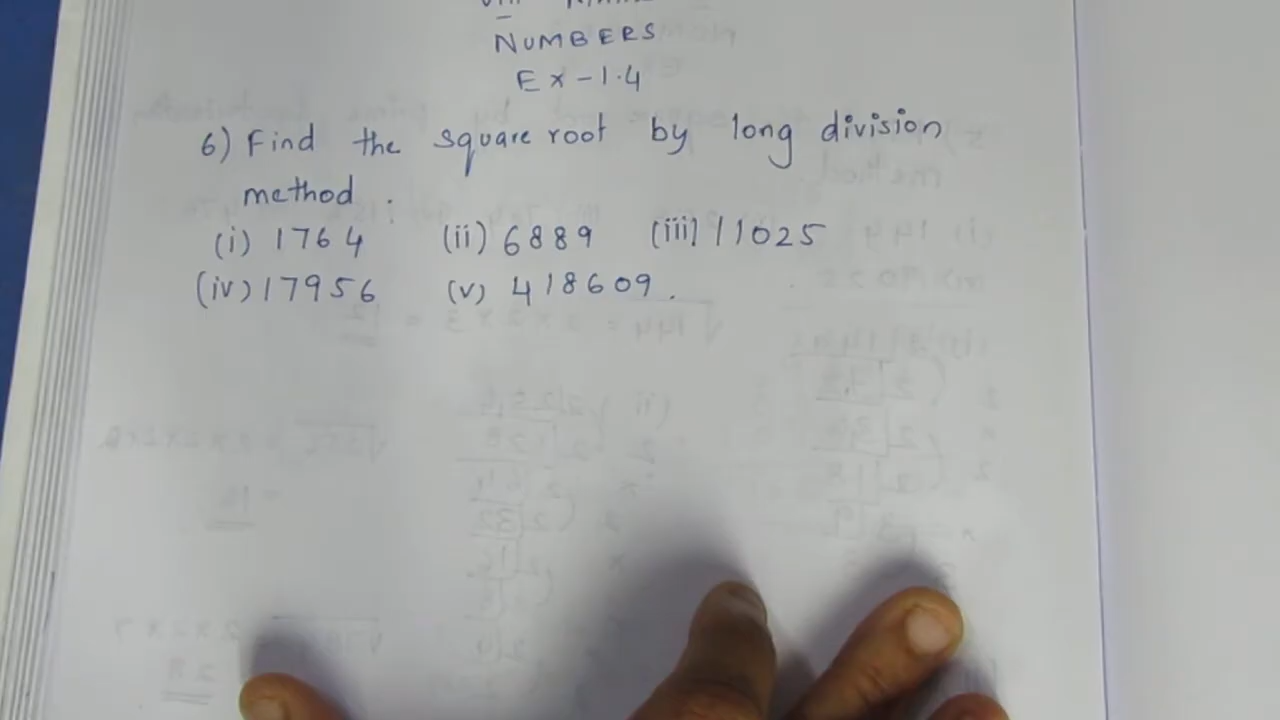 NUMBERS
Ex-1.4
6) Find the square root by long division
method :
(i) 1764 (ii) 6889 (iii) 11025
(iv) 17956 (v) 418609.